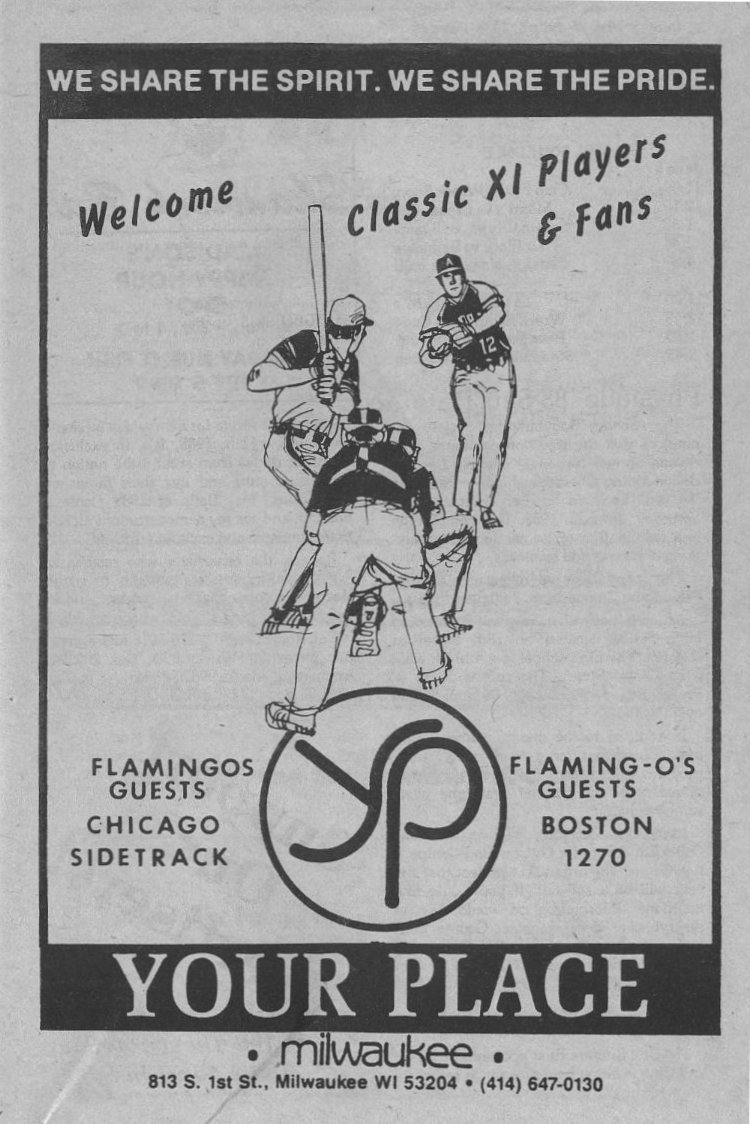 WE SHARE THE SPIRIT. WE SHARE THE PRIDE.
Welcome
Classic XI Players
& Fans
A
12
FLAMINGOS
GUESTS
CHICAGO
SIDETRACK
yp
FLAMING-O'S
GUESTS
BOSTON
1270
YOUR PLACE
• milwaukee •
813 S. 1st St., Milwaukee WI 53204 • (414) 647-0130